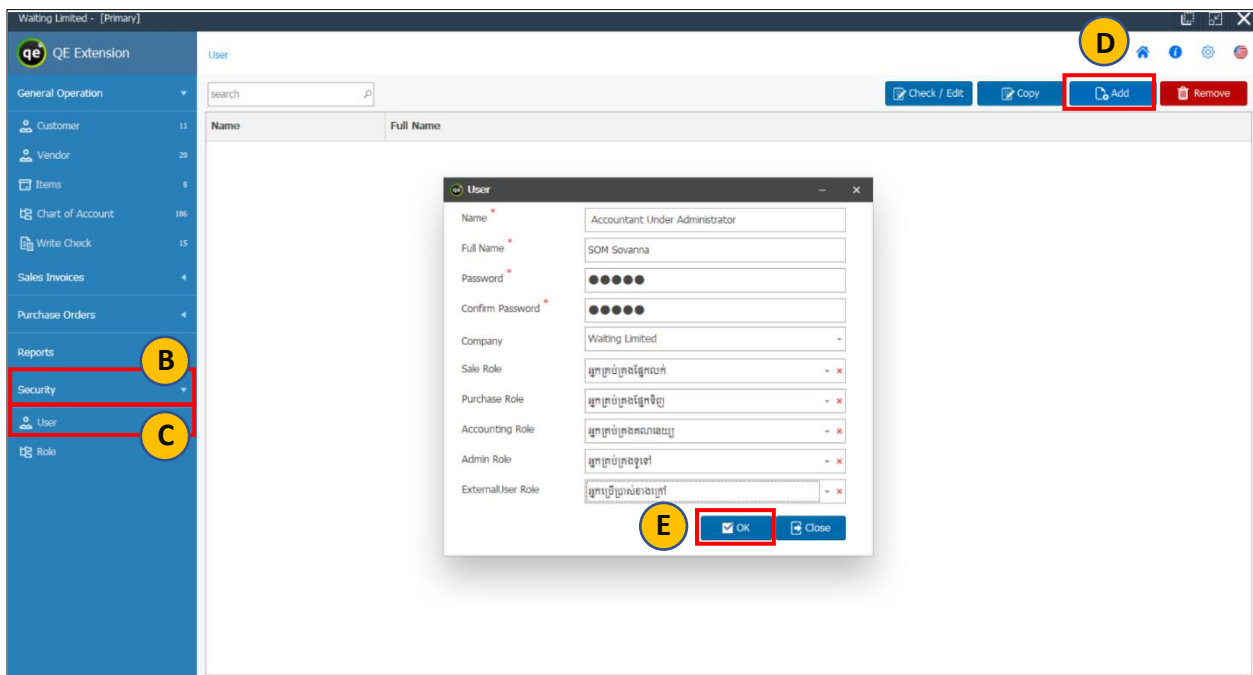 Waiting Limited - [Primary]
qe QE Extension
User
D
General Operation
search
Check / Edit
Copy
Add
Remove
Customer 11
Name Full Name
Vendor 20
Items 8
Chart of Account 186
Write Check 15
Sales Invoices
Purchase Orders
Reports
B
Security
User
C
Role
qe User
Name *
Accountant Under Administrator
Full Name *
SOM Sovanna
Password *
●●●●●
Confirm Password *
●●●●●
Company
Waiting Limited
Sale Role
អ្នកគ្រប់គ្រងផ្នែកលក់
Purchase Role
អ្នកគ្រប់គ្រងផ្នែកទិញ
Accounting Role
អ្នកគ្រប់គ្រងគណនេយ្យ
Admin Role
អ្នកគ្រប់គ្រងទូទៅ
ExternalUser Role
អ្នកប្រើប្រាស់ខាងក្រៅ
E
OK
Close